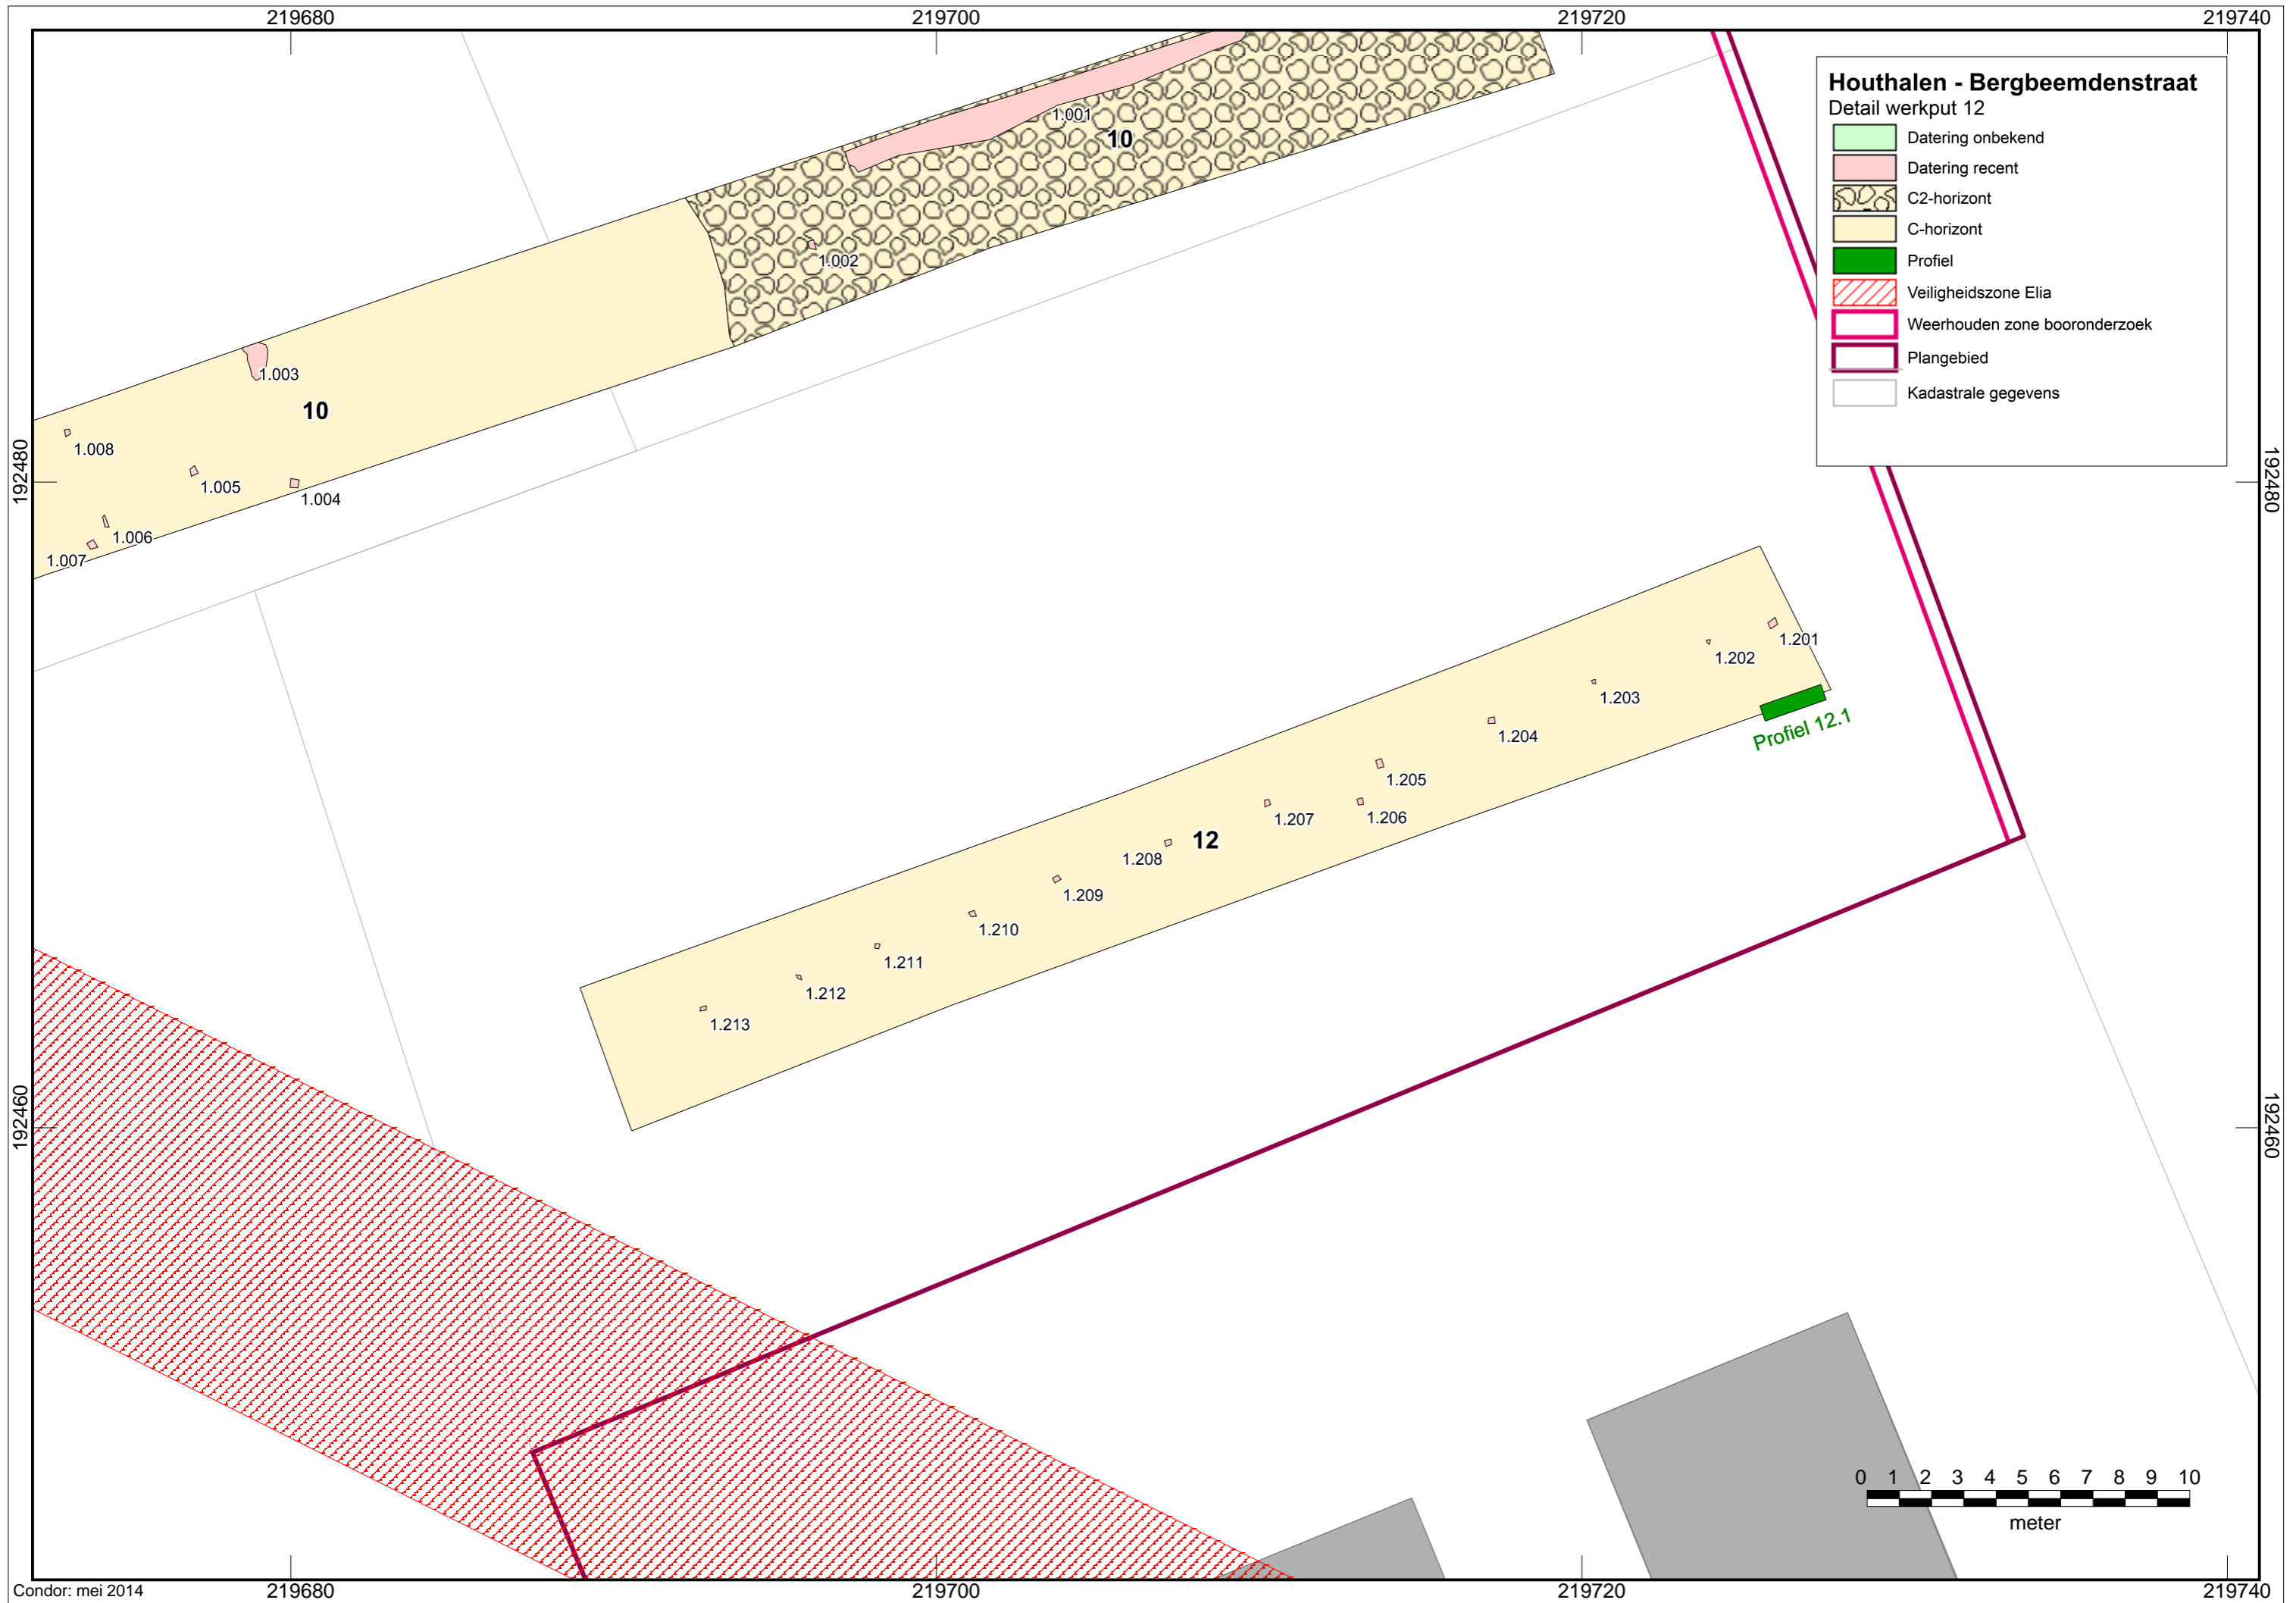 219680 219700 219720 219740
Houthalen - Bergbeemdenstraat
Detail werkput 12
Datering onbekend
Datering recent
C2-horizont
C-horizont
Profiel
Veiligheidszone Elia
Weerhouden zone booronderzoek
Plangebied
Kadastrale gegevens
1.001
10
1.002
1.003
10
1.008
192480
192480
1.005
1.004
1.006
1.007
1.201
1.202
1.203
Profiel 12.1
1.204
1.205
1.206
1.207
12
1.208
1.209
1.210
1.211
1.212
1.213
192460
192460
0 1 2 3 4 5 6 7 8 9 10
meter
Condor: mei 2014
219680 219700 219720 219740